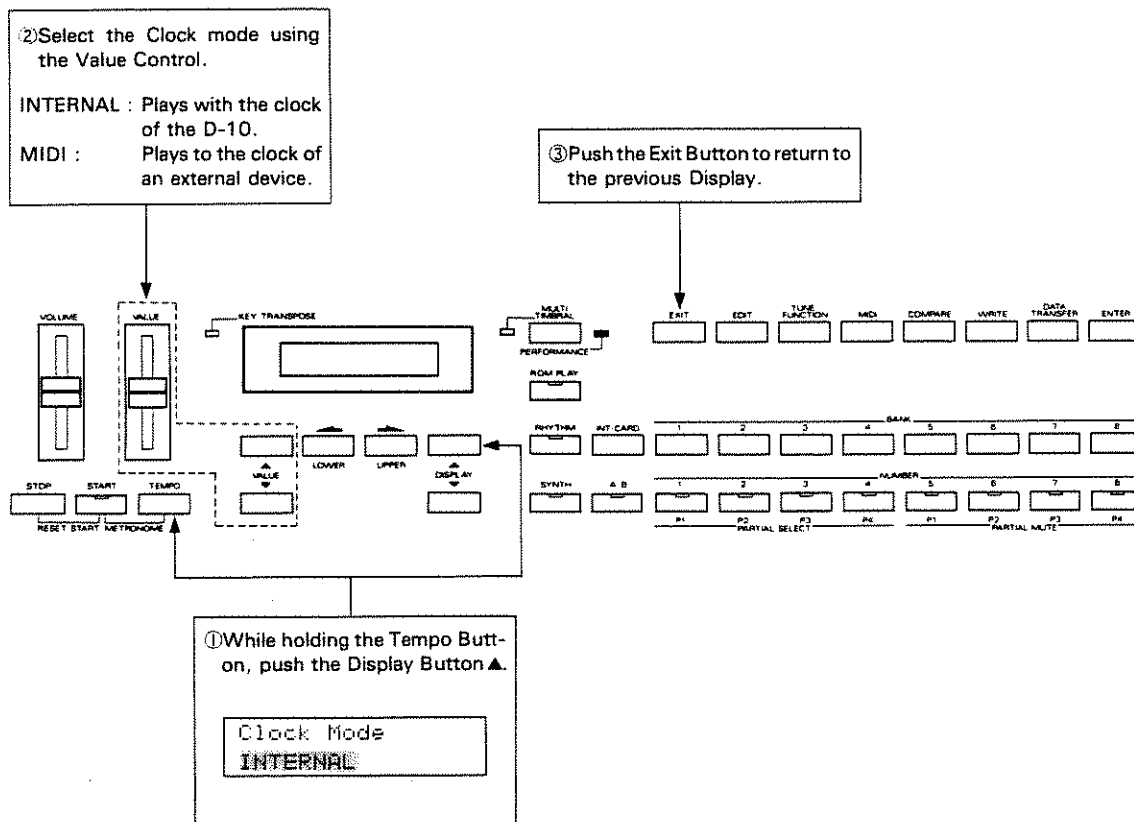 ②Select the Clock mode using
the Value Control.
INTERNAL : Plays with the clock
of the D-10.
MIDI : Plays to the clock of
an external device.
③Push the Exit Button to return to
the previous Display.
VOLUME
VALUE
KEY TRANSPOSE
MULTI
TIMBRAL
PERFORMANCE
EXIT
EDIT
TUNE
FUNCTION
MIDI
COMPARE
WRITE
DATA
TRANSFER
ENTER
ROM PLAY
RHYTHM
INT·CARD
BANK
1 2 3 4 5 6 7 8
▲
VALUE
▼
LOWER
UPPER
▲
DISPLAY
▼
STOP
START
TEMPO
RESET START
METRONOME
SYNTH
A·B
NUMBER
1 2 3 4 5 6 7 8
P1 P2 P3 P4 P1 P2 P3 P4
PARTIAL SELECT
PARTIAL MUTE
①While holding the Tempo Butt-
on, push the Display Button ▲.
Clock Mode
INTERNAL